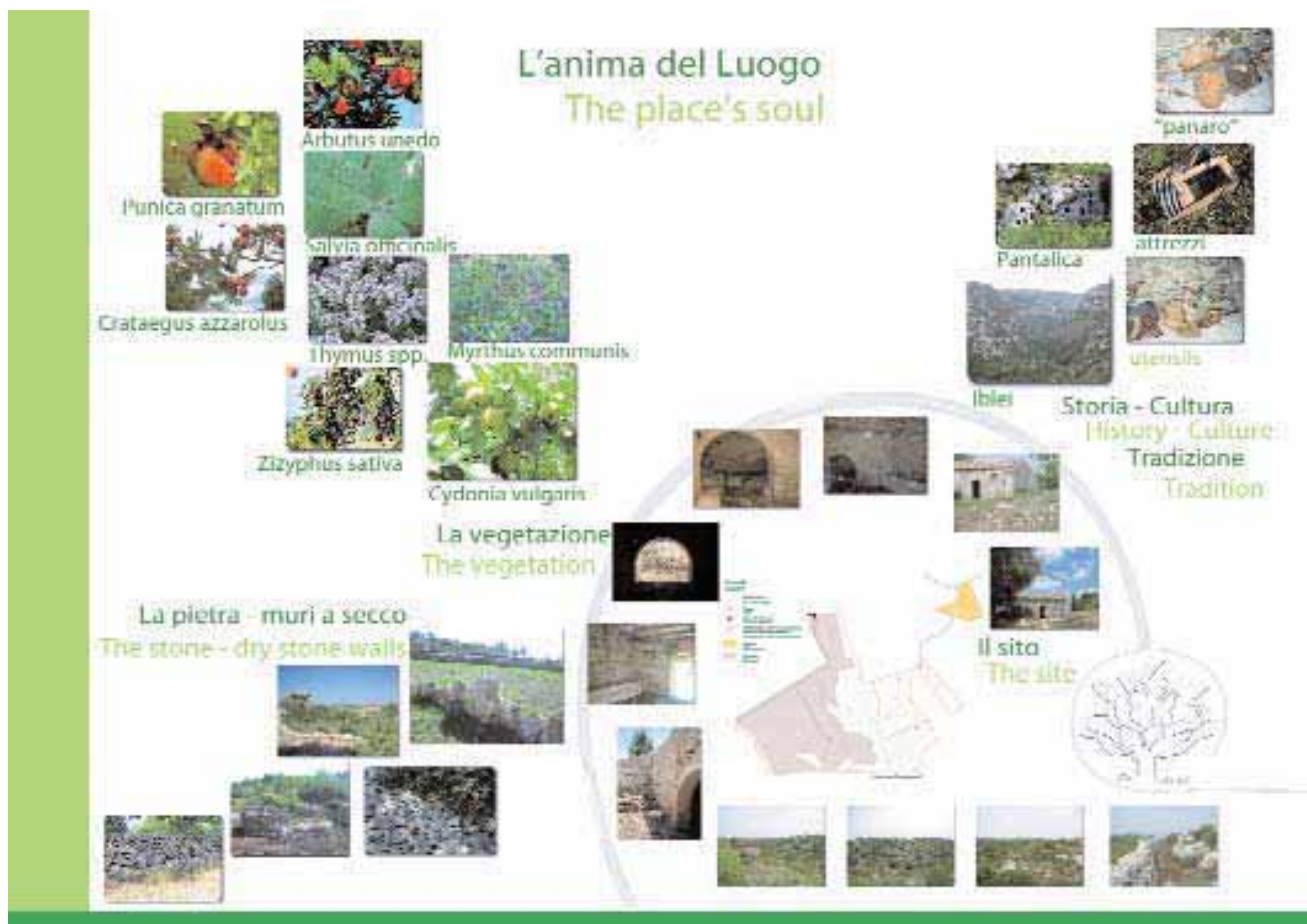 L'anima del Luogo
The place's soul
Arbutus unedo
Punica granatum
Salvia officinalis
Crataegus azzarolus
Thymus spp.
Myrthus communis
Zizyphus sativa
Cydonia vulgaris
La vegetazione
The vegetation
"panaro"
attrezzi
Pantalica
utensils
Iblei
Storia - Cultura
History - Culture
Tradizione
Tradition
La pietra - muri a secco
The stone - dry stone walls
Il sito
The site